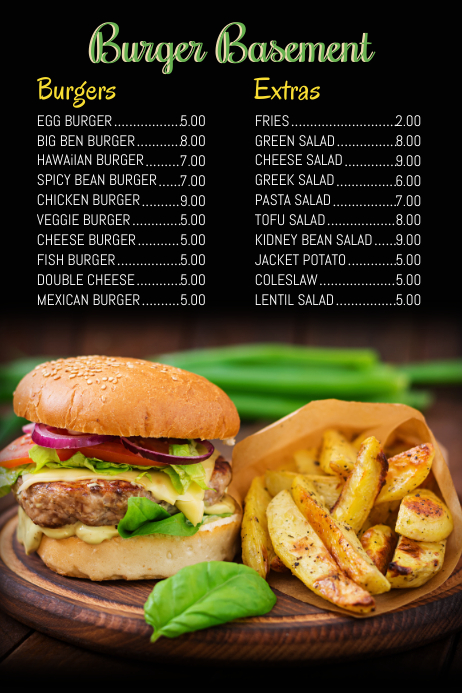 Burger Basement
Burgers
EGG BURGER................5.00
BIG BEN BURGER...........8.00
HAWAiIAN BURGER........7.00
SPICY BEAN BURGER.....7.00
CHICKEN BURGER..........9.00
VEGGIE BURGER............5.00
CHEESE BURGER...........5.00
FISH BURGER...............5.00
DOUBLE CHEESE...........5.00
MEXICAN BURGER.........5.00
Extras
FRIES..........................2.00
GREEN SALAD..............8.00
CHEESE SALAD............9.00
GREEK SALAD..............6.00
PASTA SALAD...............7.00
TOFU SALAD................8.00
KIDNEY BEAN SALAD.....9.00
JACKET POTATO...........5.00
COLESLAW..................5.00
LENTIL SALAD..............5.00